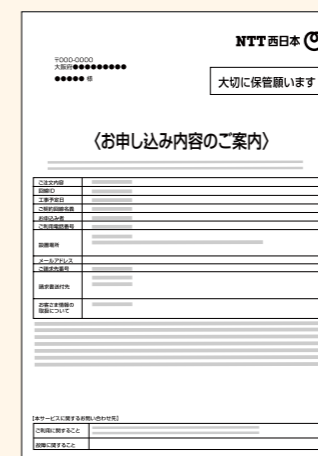 NTT西日本
〒000-0000
大阪府●●●●●●●●●
●●●●● 様
大切に保管願います
〈お申し込み内容のご案内〉
ご注文内容
回線ID
工事予定日
ご契約回線名義
お申込み者
ご利用電話番号
設置場所
メールアドレス
ご請求先番号
請求書送付先
お客さま情報の
取扱について
【本サービスに関するお問い合わせ先】
ご利用に関すること
故障に関すること